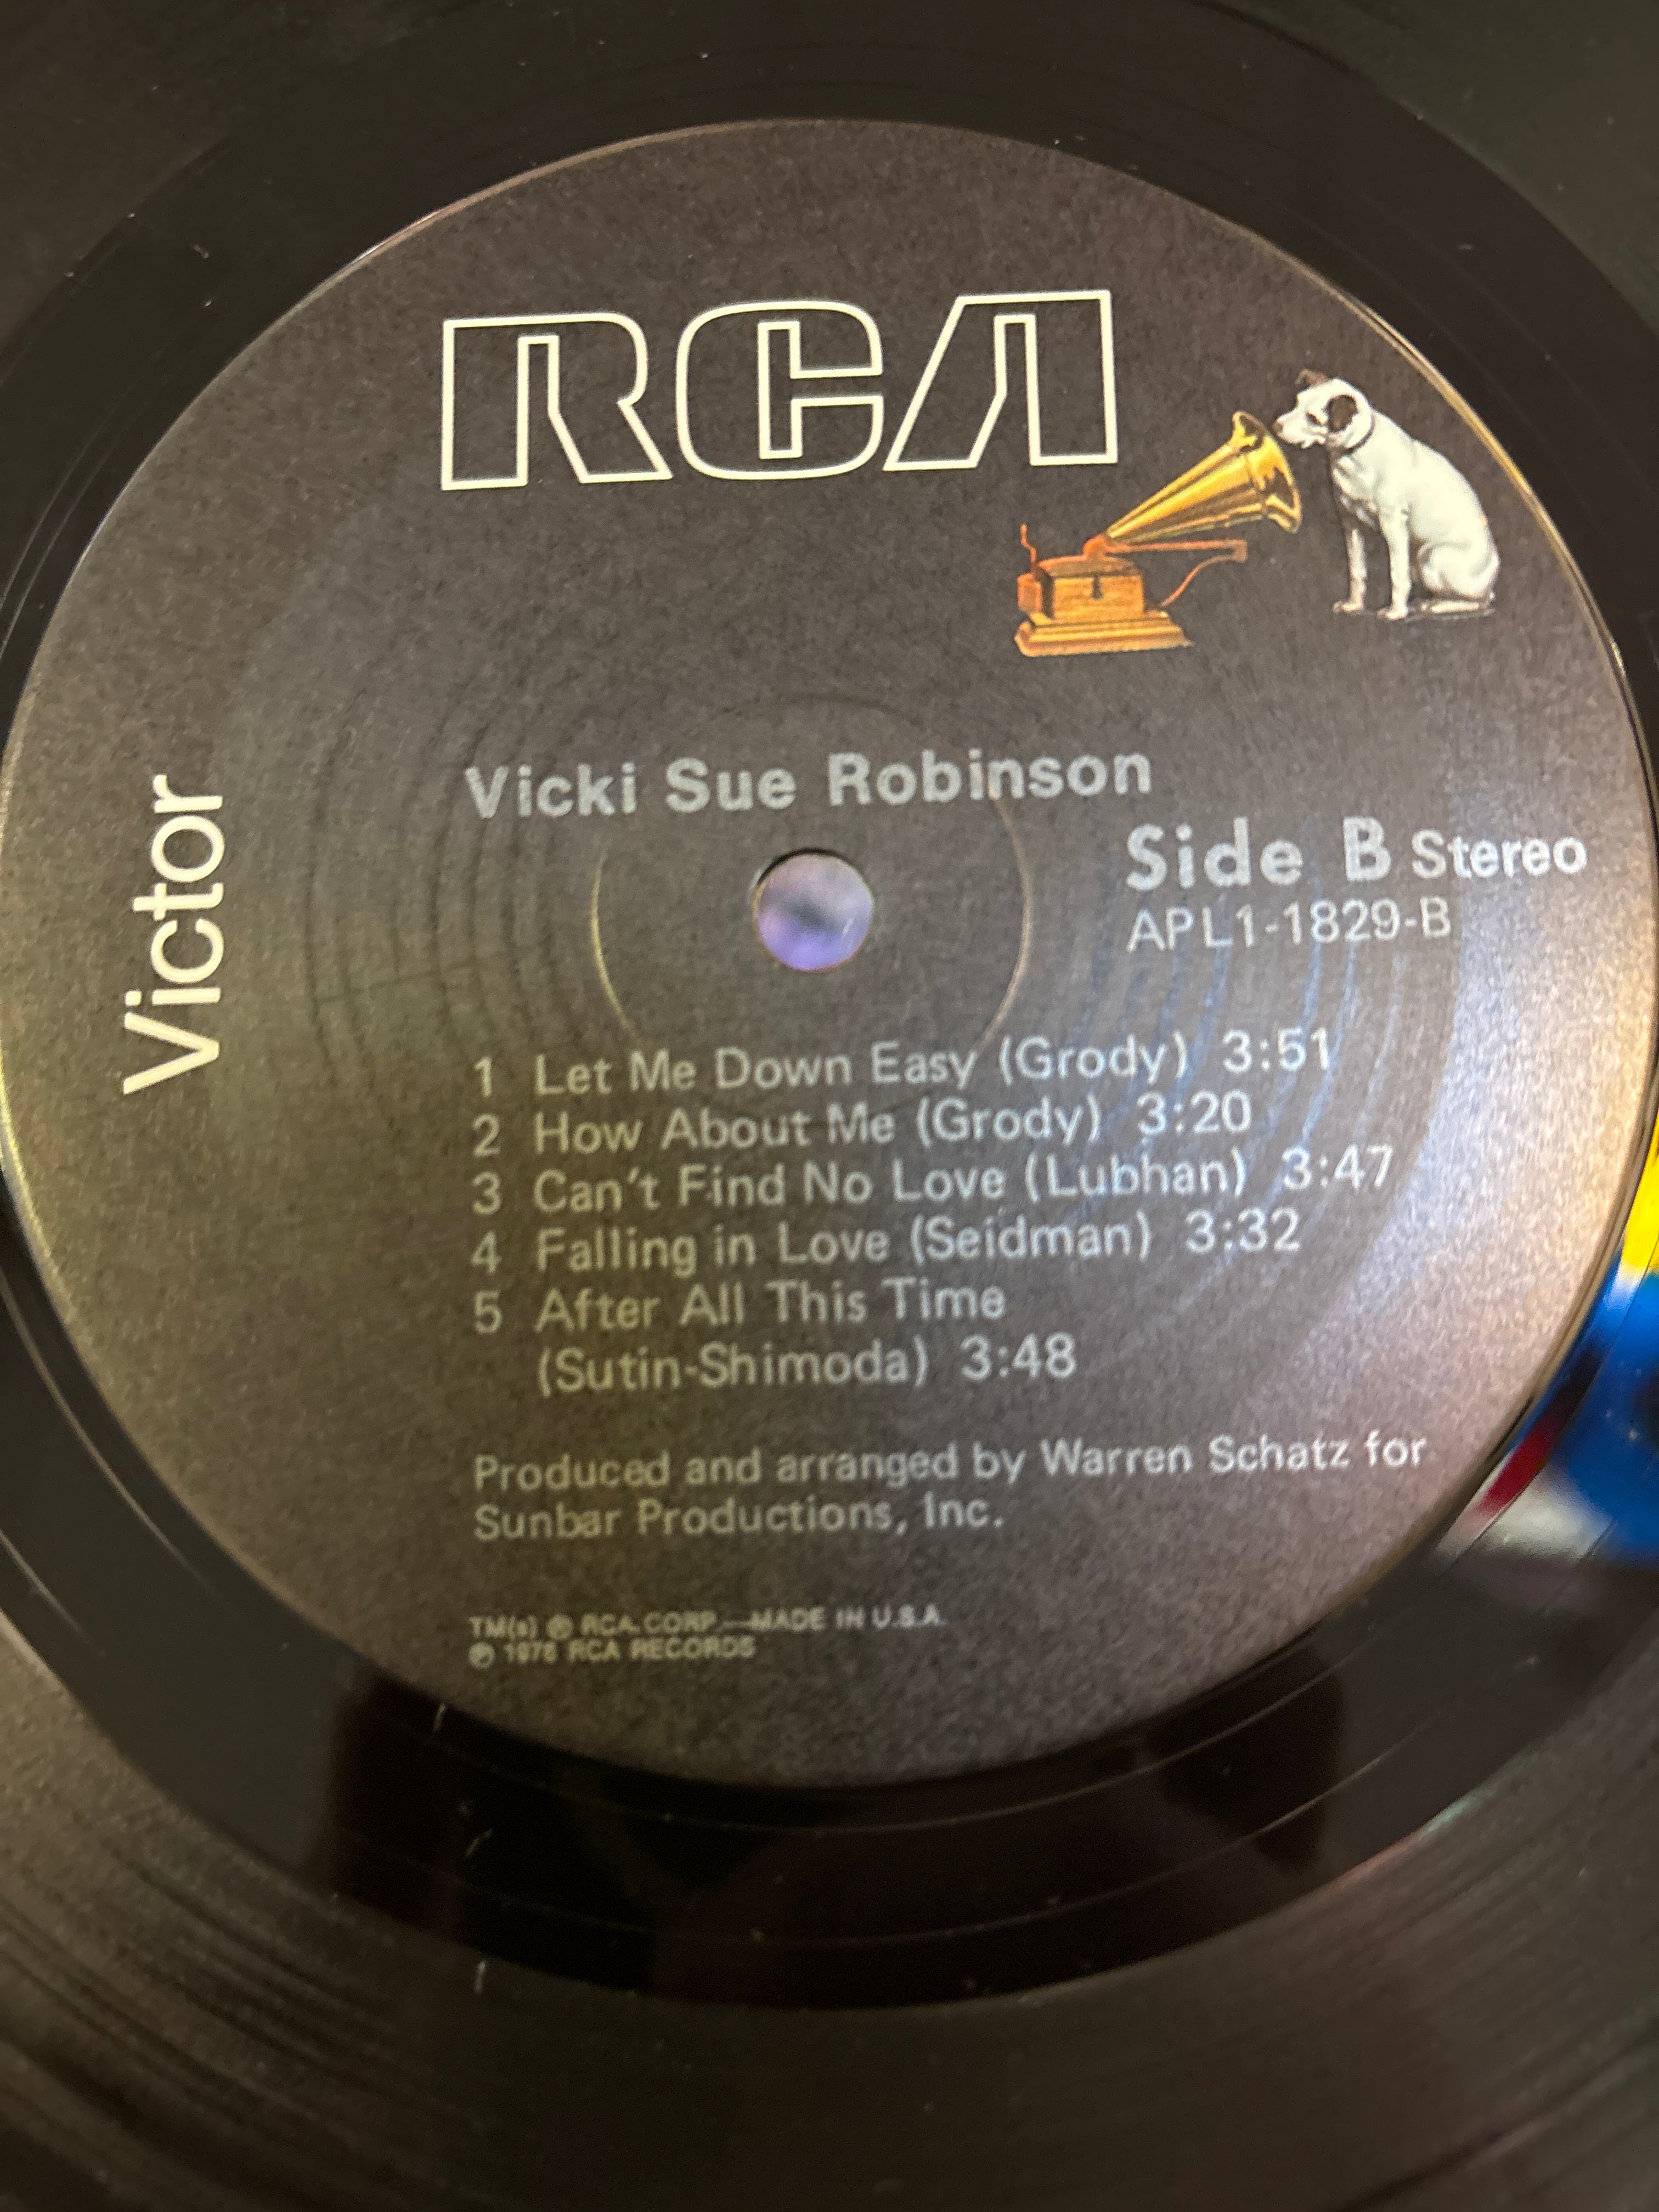 RCA
Victor
Vicki Sue Robinson
Side B Stereo
APL1-1829-B
1 Let Me Down Easy (Grody) 3:51
2 How About Me (Grody) 3:20
3 Can't Find No Love (Lubhan) 3:47
4 Falling in Love (Seidman) 3:32
5 After All This Time
(Sutin-Shimoda) 3:48
Produced and arranged by Warren Schatz for
Sunbar Productions, Inc.
TM(s) ® RCA CORP.—MADE IN U.S.A.
℗ 1976 RCA RECORDS